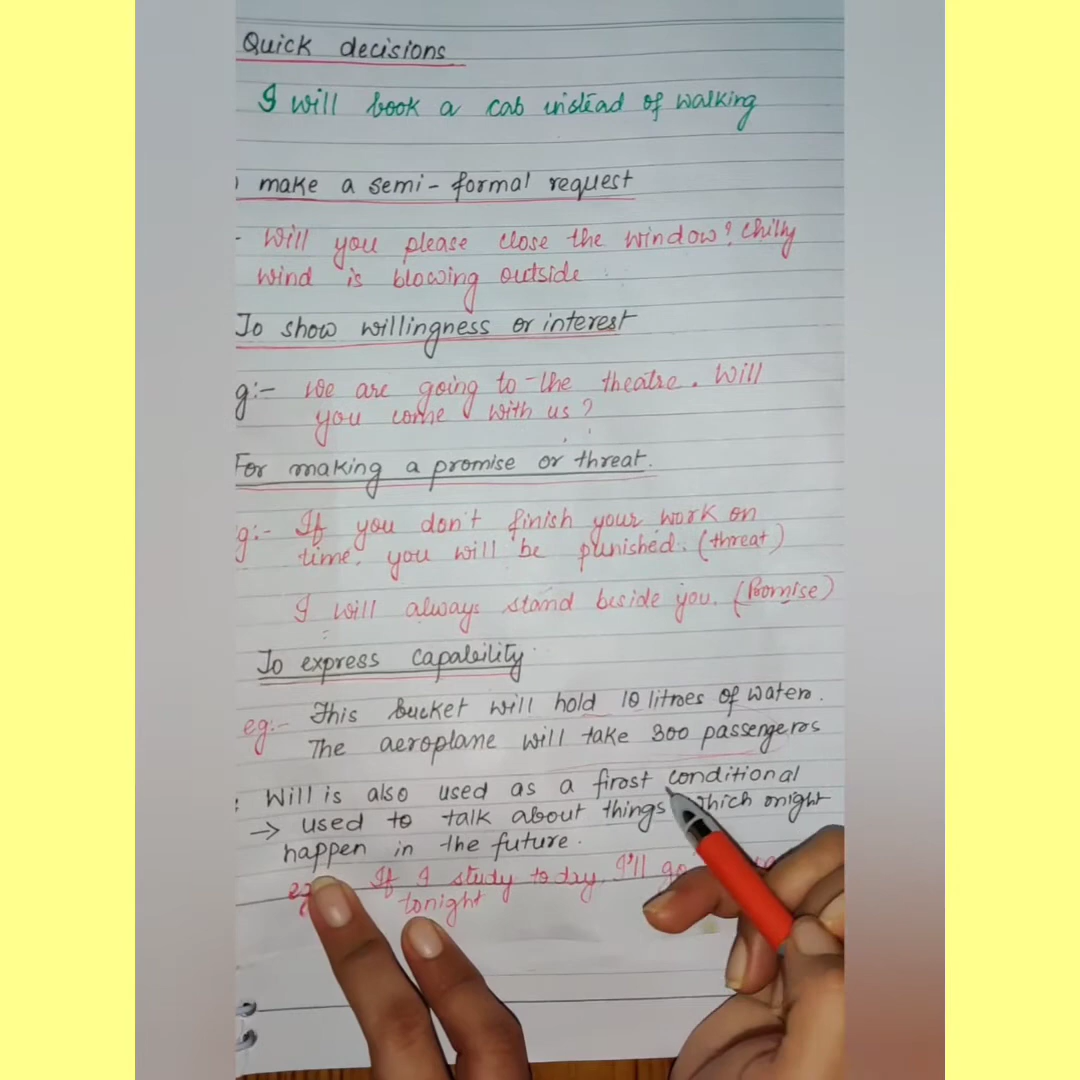 Quick decisions
I will book a cab instead of walking
make a semi-formal request
- Will you please close the window? Chilly
wind is blowing outside
To show willingness or interest
g:- We are going to the theatre. Will
you come with us?
For making a promise or threat.
g:- If you don't finish your work on
time, you will be punished. (threat)
I will always stand beside you. (Promise)
To express capability
eg:- This bucket will hold 10 litres of water.
The aeroplane will take 300 passengers
: Will is also used as a first conditional
→ used to talk about things which might
happen in the future.
eg If I study today, I'll go
tonight